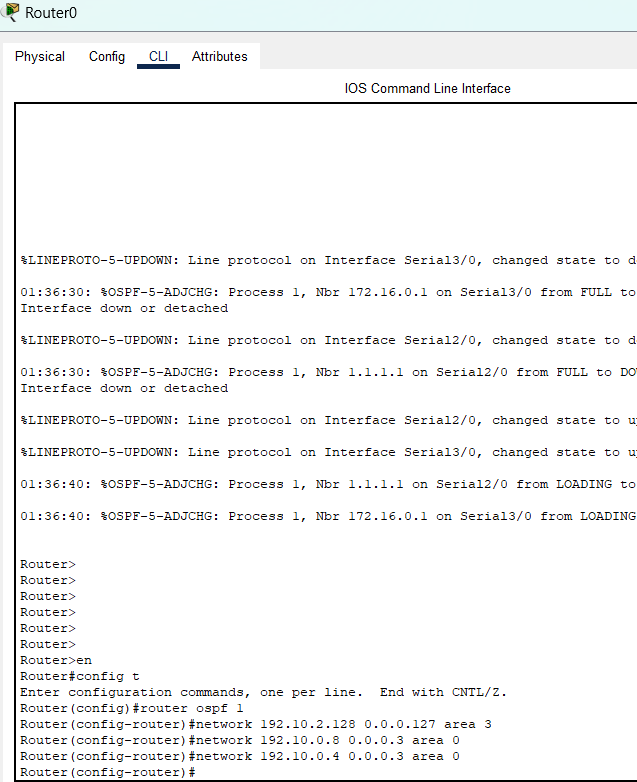 Router0
Physical Config CLI Attributes
IOS Command Line Interface
%LINEPROTO-5-UPDOWN: Line protocol on Interface Serial3/0, changed state to d
01:36:30: %OSPF-5-ADJCHG: Process 1, Nbr 172.16.0.1 on Serial3/0 from FULL to
Interface down or detached
%LINEPROTO-5-UPDOWN: Line protocol on Interface Serial2/0, changed state to d
01:36:30: %OSPF-5-ADJCHG: Process 1, Nbr 1.1.1.1 on Serial2/0 from FULL to DO
Interface down or detached
%LINEPROTO-5-UPDOWN: Line protocol on Interface Serial2/0, changed state to u
%LINEPROTO-5-UPDOWN: Line protocol on Interface Serial3/0, changed state to u
01:36:40: %OSPF-5-ADJCHG: Process 1, Nbr 1.1.1.1 on Serial2/0 from LOADING to
01:36:40: %OSPF-5-ADJCHG: Process 1, Nbr 172.16.0.1 on Serial3/0 from LOADING
Router>
Router>
Router>
Router>
Router>
Router>
Router>en
Router#config t
Enter configuration commands, one per line.  End with CNTL/Z.
Router(config)#router ospf 1
Router(config-router)#network 192.10.2.128 0.0.0.127 area 3
Router(config-router)#network 192.10.0.8 0.0.0.3 area 0
Router(config-router)#network 192.10.0.4 0.0.0.3 area 0
Router(config-router)#